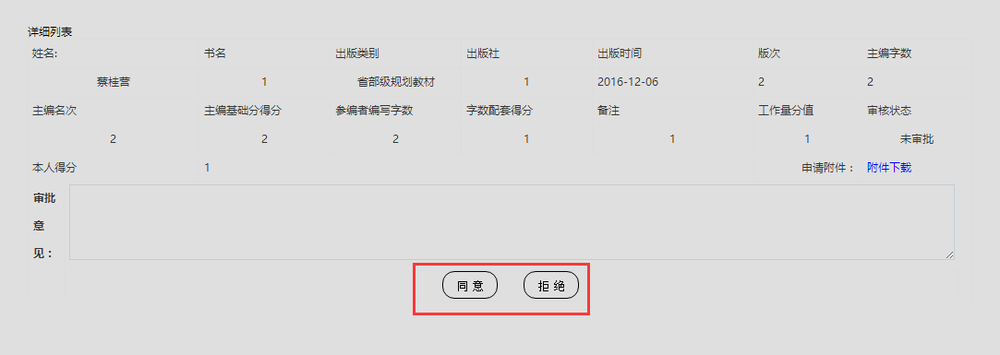 详细列表
姓名: 书名 出版类别 出版社 出版时间 版次 主编字数
蔡桂营 1 省部级规划教材 1 2016-12-06 2 2
主编名次 主编基础分得分 参编者编写字数 字数配套得分 备注 工作量分值 审核状态
2 2 2 1 1 1 未审批
本人得分 1 申请附件： 附件下载
审批
意
见：
同 意 拒 绝